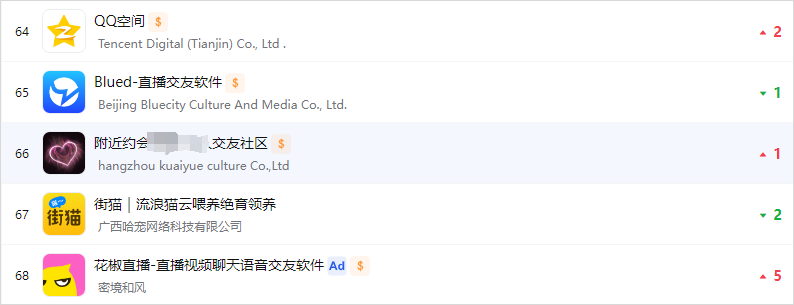 64
QQ空间 $
Tencent Digital (Tianjin) Co., Ltd .
2
65
Blued-直播交友软件 $
Beijing Bluecity Culture And Media Co., Ltd.
1
66
附近约会 交友社区 $
hangzhou kuaiyue culture Co.,Ltd
1
67
街猫
街猫｜流浪猫云喂养绝育领养
广西哈宠网络科技有限公司
2
68
花椒直播-直播视频聊天语音交友软件 Ad $
密境和风
5